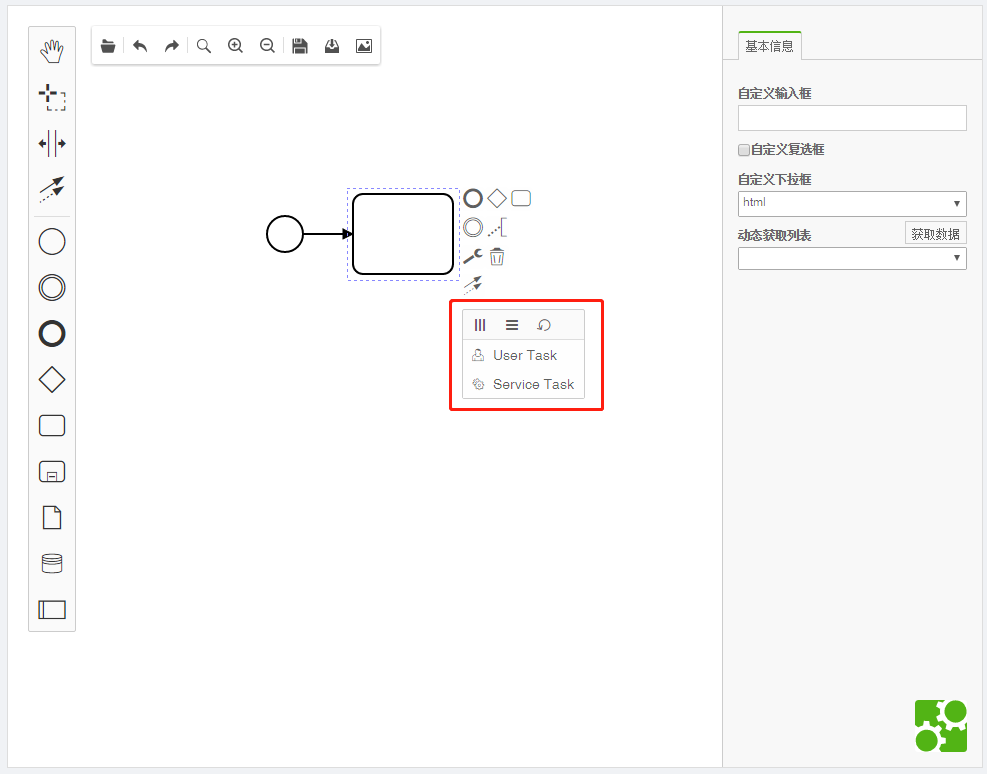 基本信息
自定义输入框
自定义复选框
自定义下拉框
html
动态获取列表
获取数据
User Task
Service Task